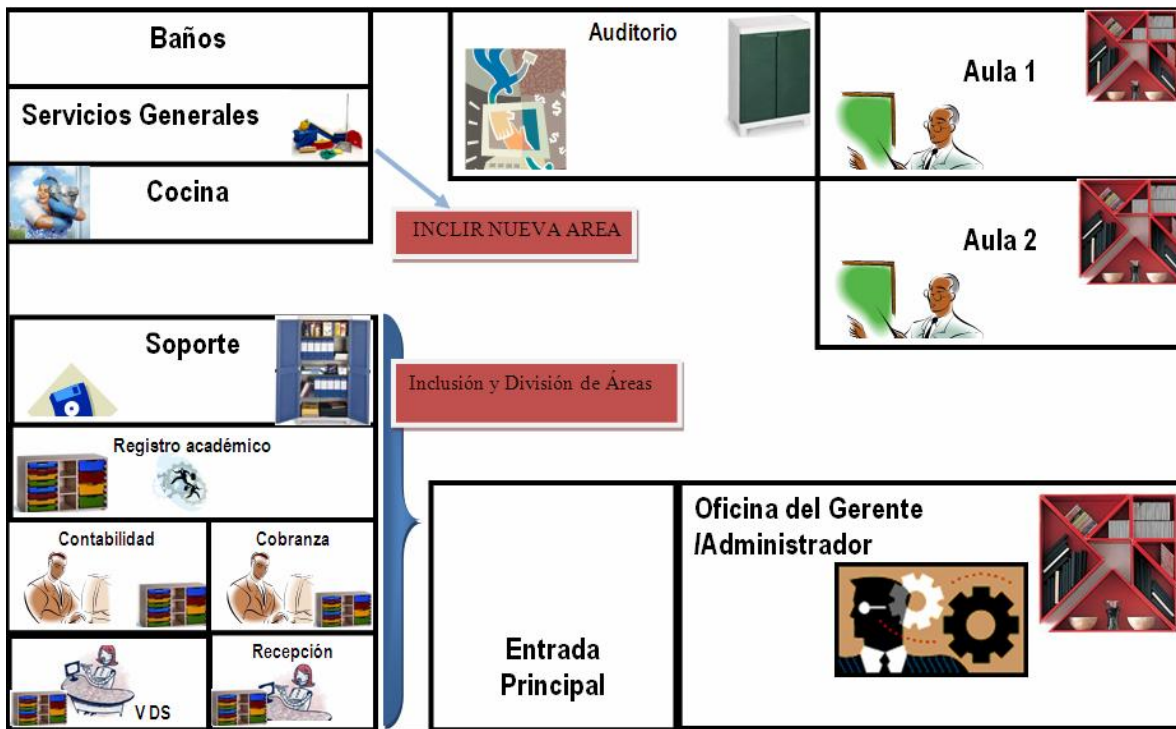 Baños
Servicios Generales
Cocina
Auditorio
Aula 1
Aula 2
INCLIR NUEVA AREA
Soporte
Inclusión y División de Áreas
Registro académico
Contabilidad
Cobranza
V DS
Recepción
Entrada
Principal
Oficina del Gerente
/Administrador